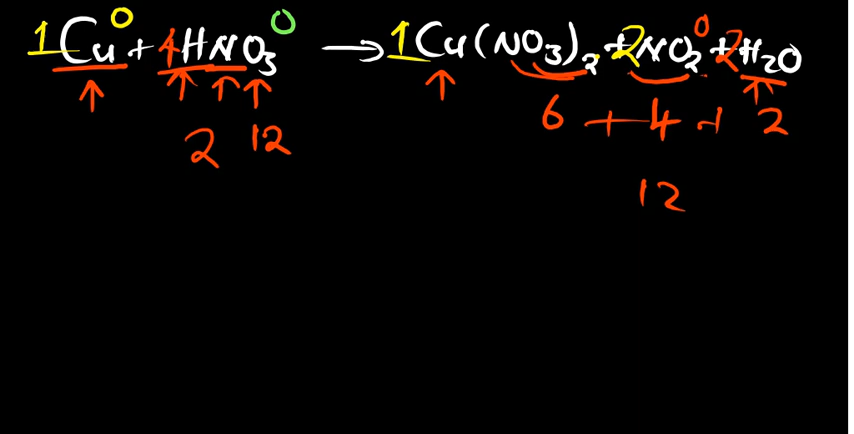 1Cu⁰ + 4HNO₃⁰ → 1Cu(NO₃)₂ + 2NO₂⁰ + 2H₂O
↑ ↑ ↑ ↑ ↑ ↑↑
6 + 4 + 2
2 12
12